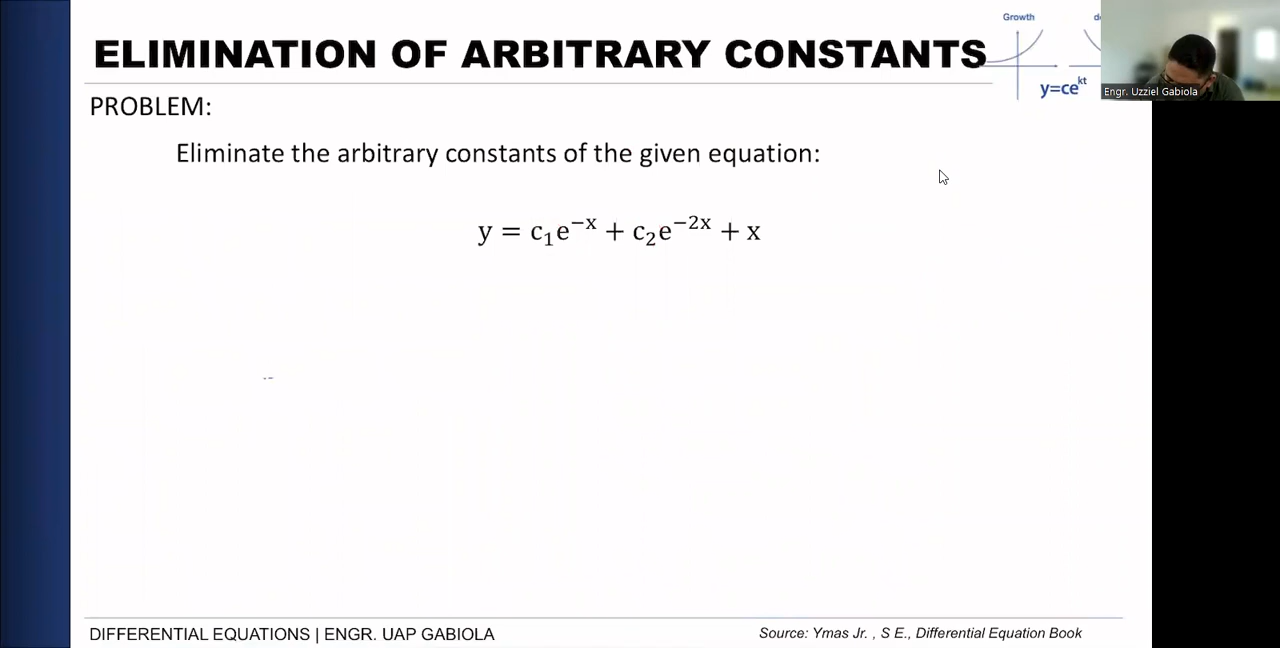 Growth
ELIMINATION OF ARBITRARY CONSTANTS
y=ce^kt
Engr. Uzziel Gabiola
PROBLEM:
Eliminate the arbitrary constants of the given equation:
y = c₁e⁻ˣ + c₂e⁻²ˣ + x
DIFFERENTIAL EQUATIONS | ENGR. UAP GABIOLA
Source: Ymas Jr. , S E., Differential Equation Book